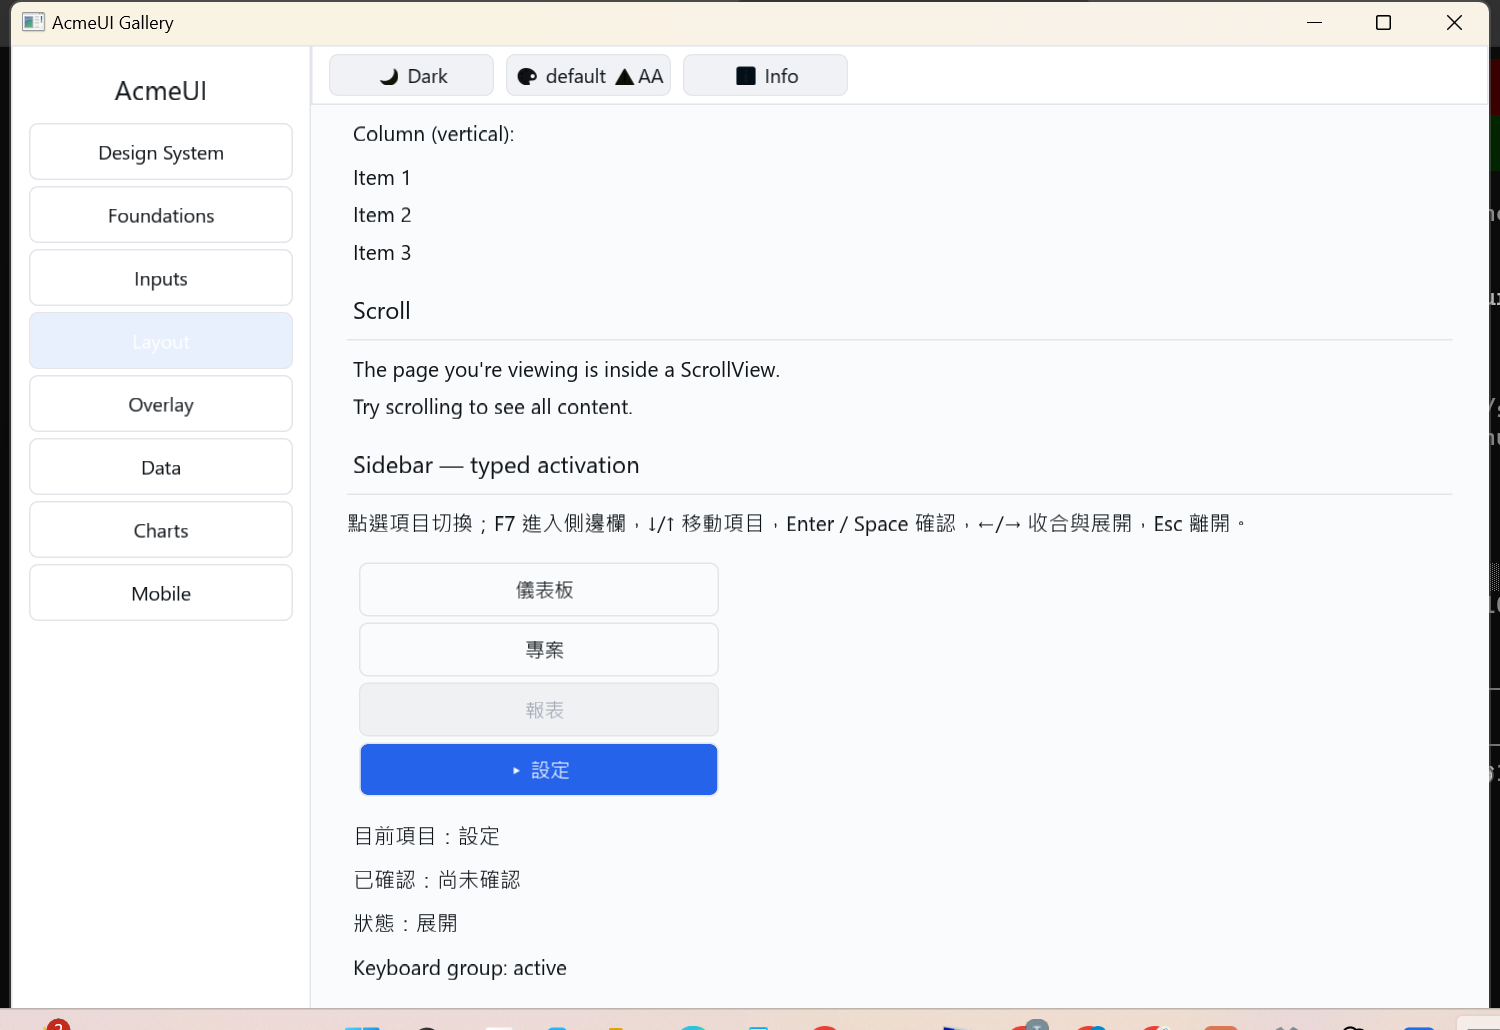 AcmeUI Gallery
AcmeUI
Design System
Foundations
Inputs
Layout
Overlay
Data
Charts
Mobile
Dark
default ▲AA
Info
Column (vertical):
Item 1
Item 2
Item 3
Scroll
The page you're viewing is inside a ScrollView.
Try scrolling to see all content.
Sidebar — typed activation
點選項目切換；F7 進入側邊欄，↓/↑ 移動項目，Enter / Space 確認，←/→ 收合與展開，Esc 離開。
儀表板
專案
報表
▸ 設定
目前項目：設定
已確認：尚未確認
狀態：展開
Keyboard group: active
2